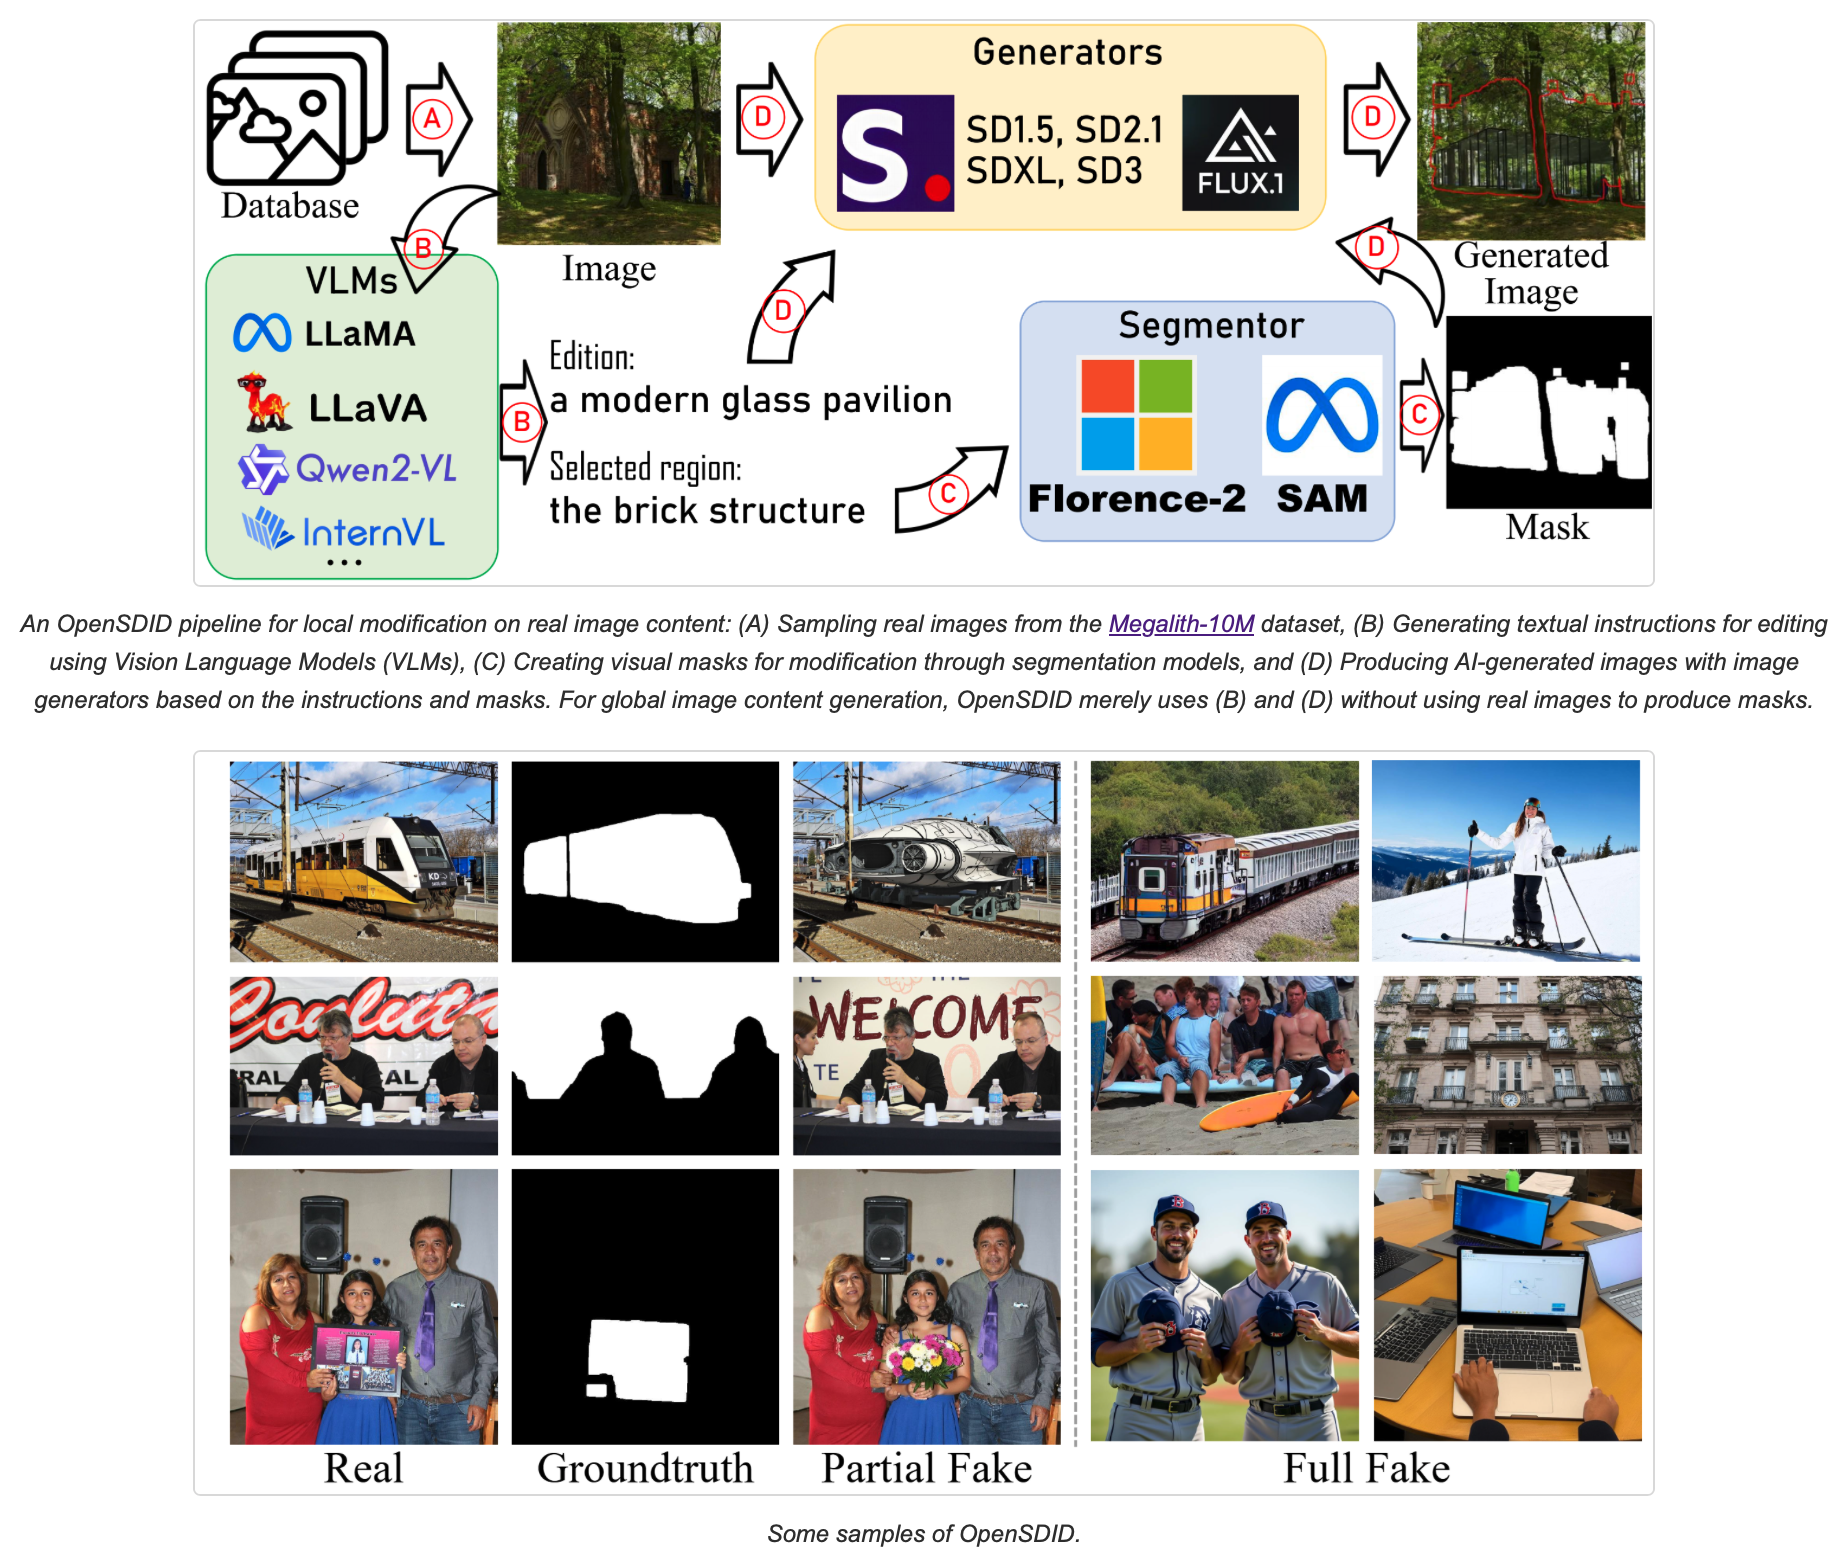 Database
A
Image
D
Generators
S.
SD1.5, SD2.1
SDXL, SD3
FLUX.1
D
Generated
Image
B
VLMs
LLaMA
LLaVA
Qwen2-VL
InternVL
...
B
Edition:
a modern glass pavilion
Selected region:
the brick structure
D
C
Segmentor
Florence-2
SAM
C
D
Mask
An OpenSDID pipeline for local modification on real image content: (A) Sampling real images from the Megalith-10M dataset, (B) Generating textual instructions for editing
using Vision Language Models (VLMs), (C) Creating visual masks for modification through segmentation models, and (D) Producing AI-generated images with image
generators based on the instructions and masks. For global image content generation, OpenSDID merely uses (B) and (D) without using real images to produce masks.
KD
RAL
CAL
WELCOME
TE
Real
Groundtruth
Partial Fake
Full Fake
Some samples of OpenSDID.